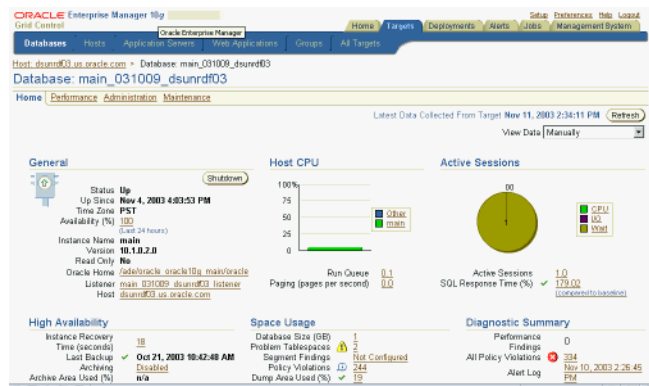 ORACLE Enterprise Manager 10g
Grid Control
Setup Preferences Help Logout
Home Targets Deployments Alerts Jobs Management System
Oracle Enterprise Manager
Databases Hosts Application Servers Web Applications Groups All Targets
Host: dsunrdf03.us.oracle.com > Database: main_031009_dsunrdf03
Database: main_031009_dsunrdf03
Home Performance Administration Maintenance
Latest Data Collected From Target Nov 11, 2003 2:34:11 PM Refresh
View Data Manually
General
Shutdown
Status Up
Up Since Nov 4, 2003 4:03:53 PM
Time Zone PST
Availability (%) 100
(Last 24 hours)
Instance Name main
Version 10.1.0.2.0
Read Only No
Oracle Home /ade/oracle_oracle10g_main/oracle
Listener main_031009_dsunrdf03_listener
Host dsunrdf03.us.oracle.com
Host CPU
100%
75
50
25
0
Other
main
Run Queue 0.1
Paging (pages per second) 0.0
Active Sessions
00
1
CPU
I/O
Wait
Active Sessions 1.0
SQL Response Time (%) 179.02
(compared to baseline)
High Availability
Instance Recovery Time (seconds) 18
Last Backup Oct 21, 2003 10:42:48 AM
Archiving Disabled
Archive Area Used (%) n/a
Space Usage
Database Size (GB) 1
Problem Tablespaces 2
Segment Findings Not Configured
Policy Violations 244
Dump Area Used (%) 19
Diagnostic Summary
Performance Findings 0
All Policy Violations 334
Alert Log Nov 10, 2003 2:26:45 PM